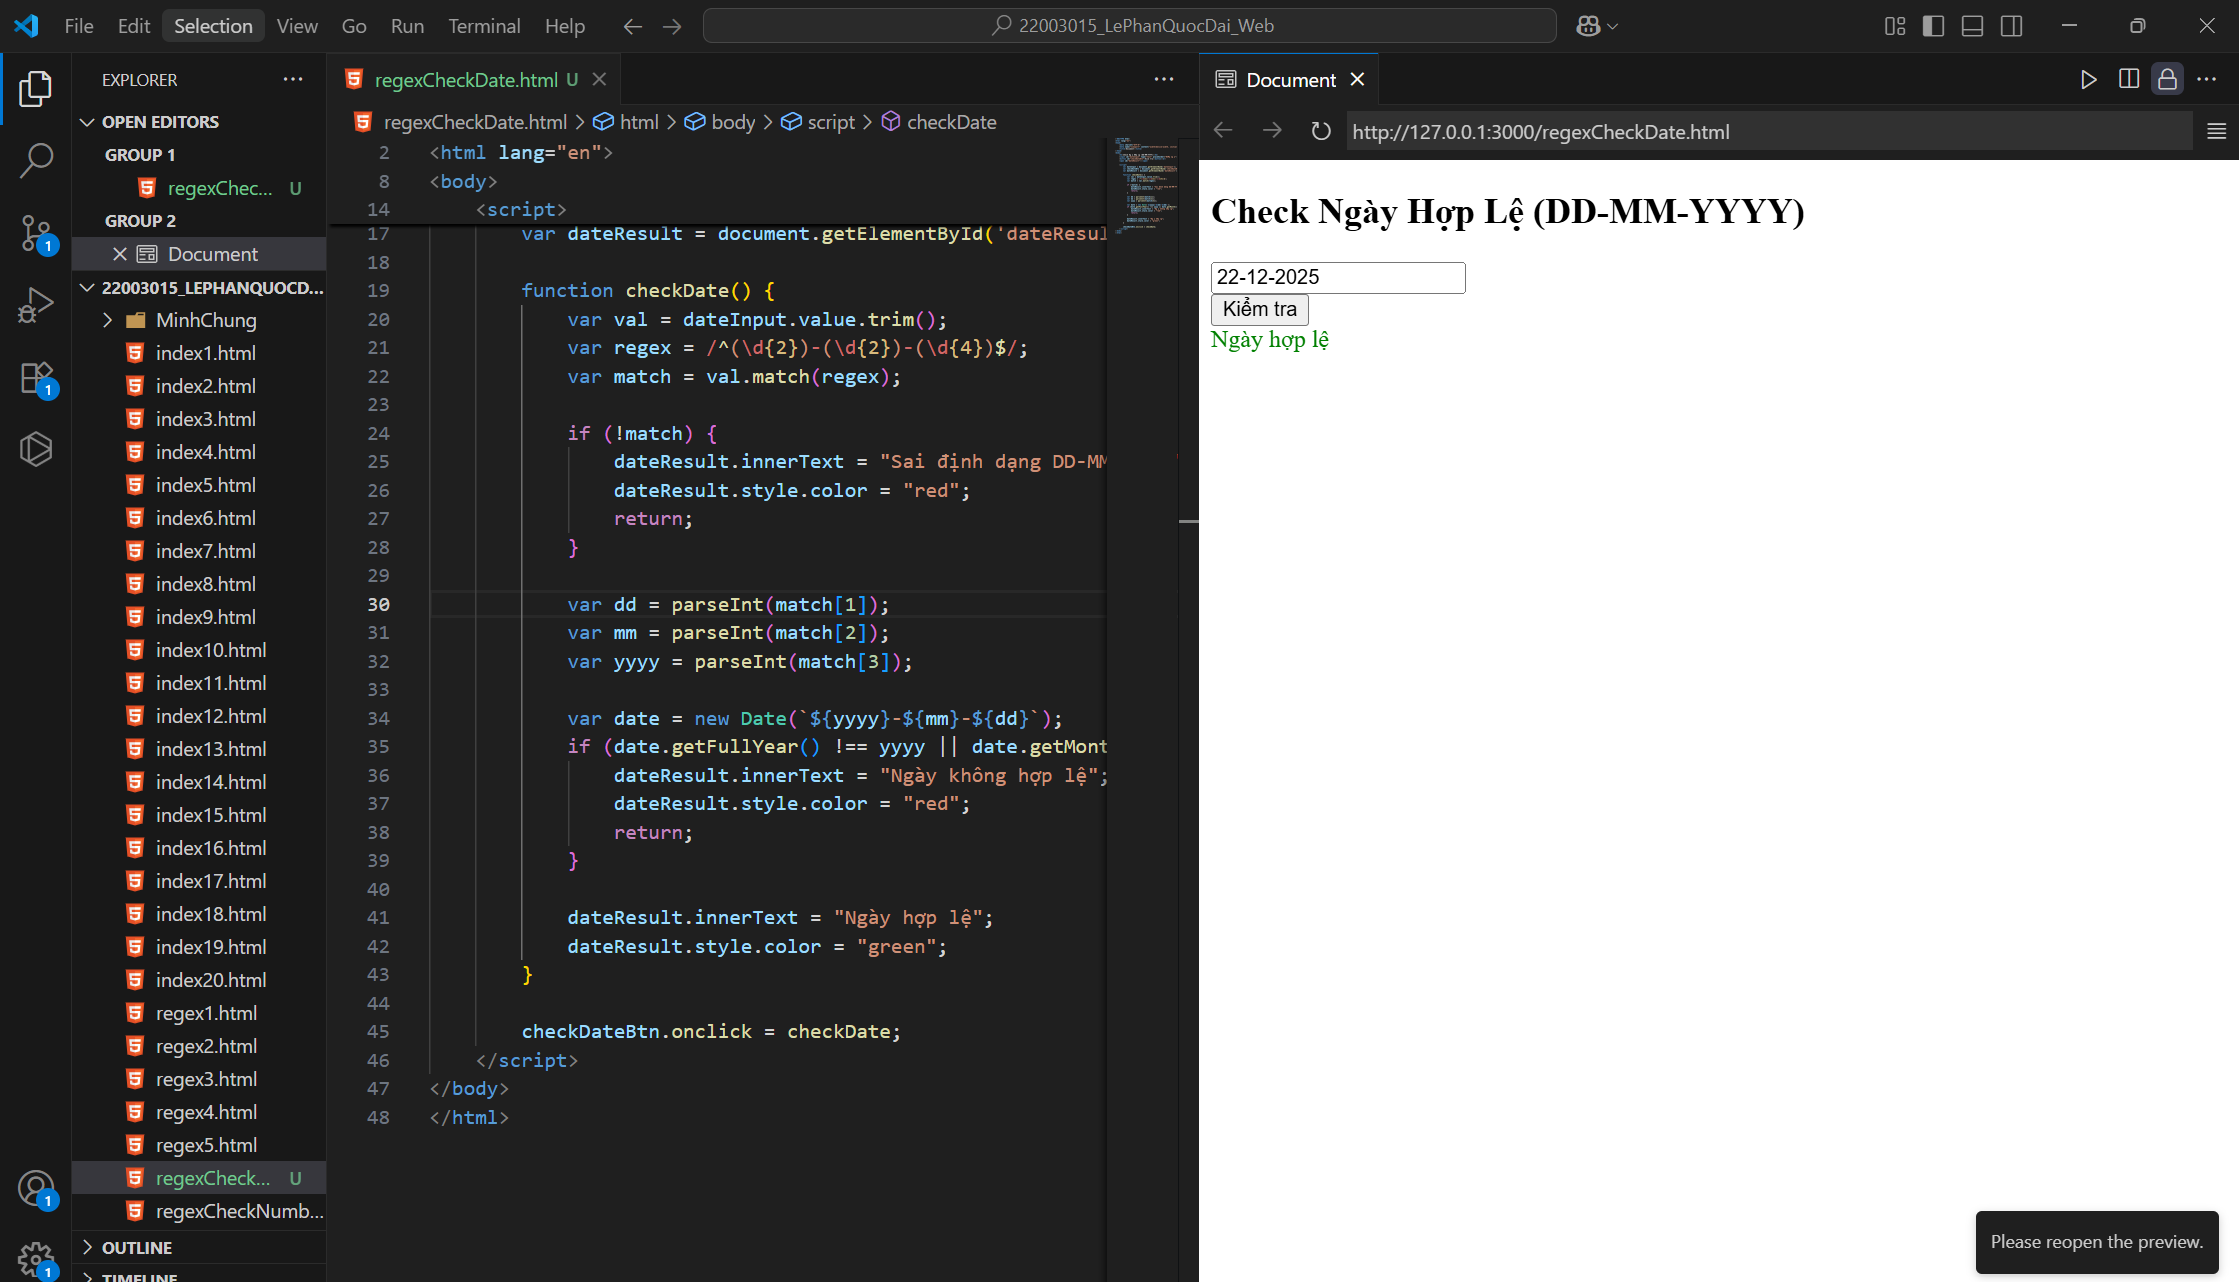 File Edit Selection View Go Run Terminal Help
22003015_LePhanQuocDai_Web
EXPLORER
OPEN EDITORS
GROUP 1
regexChec... U
GROUP 2
Document
22003015_LEPHANQUOCD...
MinhChung
index1.html
index2.html
index3.html
index4.html
index5.html
index6.html
index7.html
index8.html
index9.html
index10.html
index11.html
index12.html
index13.html
index14.html
index15.html
index16.html
index17.html
index18.html
index19.html
index20.html
regex1.html
regex2.html
regex3.html
regex4.html
regex5.html
regexCheck... U
regexCheckNumb...
OUTLINE
TIMELINE
1
1
1
1
regexCheckDate.html U
regexCheckDate.html > html > body > script > checkDate
2 <html lang="en">
8 <body>
14 <script>
17 var dateResult = document.getElementById('dateResul
18
19 function checkDate() {
20 var val = dateInput.value.trim();
21 var regex = /^(\d{2})-(\d{2})-(\d{4})$/;
22 var match = val.match(regex);
23
24 if (!match) {
25 dateResult.innerText = "Sai định dạng DD-MM
26 dateResult.style.color = "red";
27 return;
28 }
29
30 var dd = parseInt(match[1]);
31 var mm = parseInt(match[2]);
32 var yyyy = parseInt(match[3]);
33
34 var date = new Date(`${yyyy}-${mm}-${dd}`);
35 if (date.getFullYear() !== yyyy || date.getMont
36 dateResult.innerText = "Ngày không hợp lệ";
37 dateResult.style.color = "red";
38 return;
39 }
40
41 dateResult.innerText = "Ngày hợp lệ";
42 dateResult.style.color = "green";
43 }
44
45 checkDateBtn.onclick = checkDate;
46 </script>
47 </body>
48 </html>
Document
http://127.0.0.1:3000/regexCheckDate.html
Check Ngày Hợp Lệ (DD-MM-YYYY)
22-12-2025
Kiểm tra
Ngày hợp lệ
Please reopen the preview.